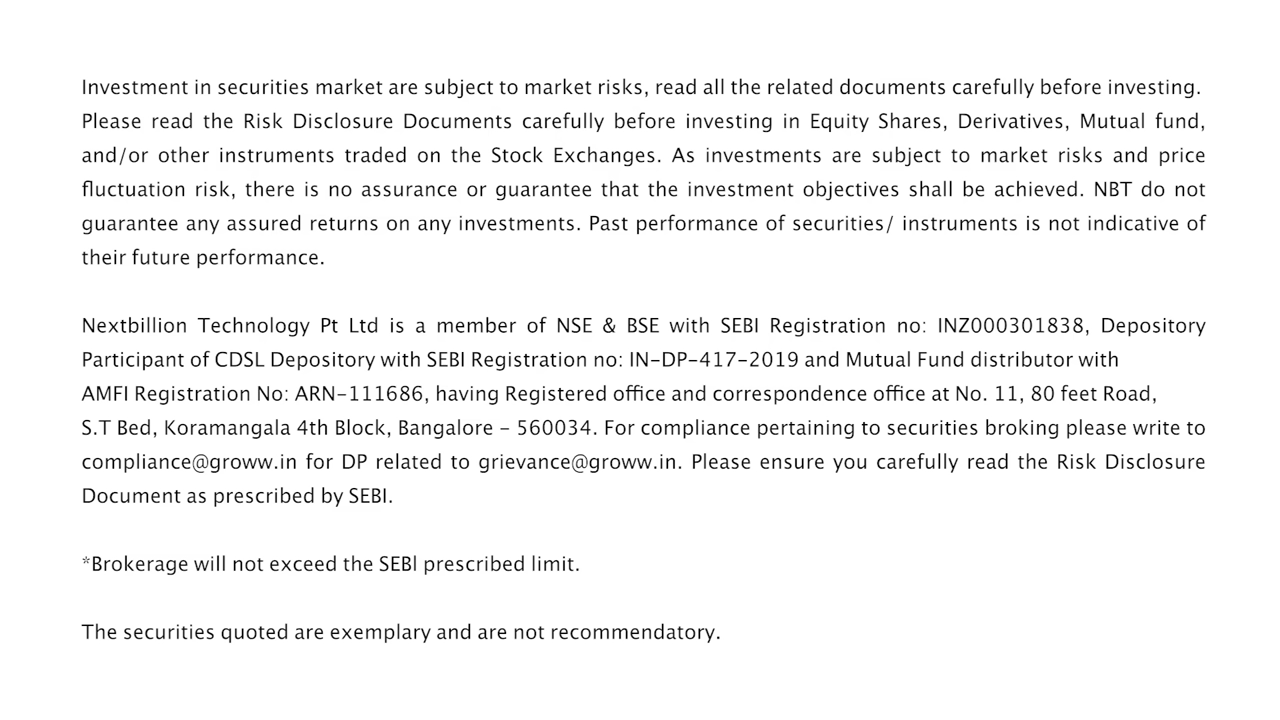 Investment in securities market are subject to market risks, read all the related documents carefully before investing.
Please read the Risk Disclosure Documents carefully before investing in Equity Shares, Derivatives, Mutual fund,
and/or other instruments traded on the Stock Exchanges. As investments are subject to market risks and price
fluctuation risk, there is no assurance or guarantee that the investment objectives shall be achieved. NBT do not
guarantee any assured returns on any investments. Past performance of securities/ instruments is not indicative of
their future performance.
Nextbillion Technology Pt Ltd is a member of NSE & BSE with SEBI Registration no: INZ000301838, Depository
Participant of CDSL Depository with SEBI Registration no: IN-DP-417-2019 and Mutual Fund distributor with
AMFI Registration No: ARN-111686, having Registered office and correspondence office at No. 11, 80 feet Road,
S.T Bed, Koramangala 4th Block, Bangalore - 560034. For compliance pertaining to securities broking please write to
compliance@groww.in for DP related to grievance@groww.in. Please ensure you carefully read the Risk Disclosure
Document as prescribed by SEBI.
*Brokerage will not exceed the SEBl prescribed limit.
The securities quoted are exemplary and are not recommendatory.